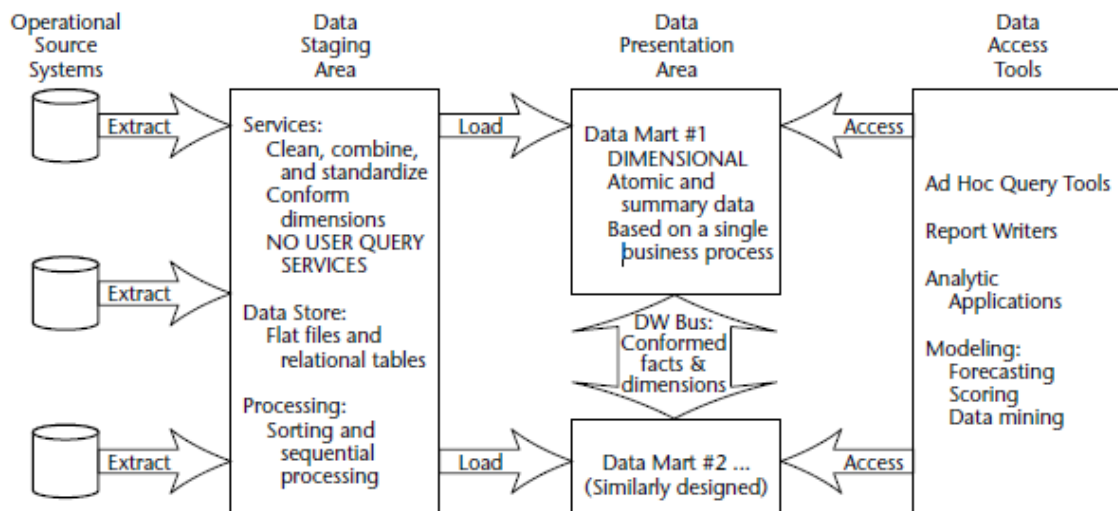 Operational
Source
Systems
Data
Staging
Area
Data
Presentation
Area
Data
Access
Tools
Extract
Extract
Extract
Services:
Clean, combine,
and standardize
Conform
dimensions
NO USER QUERY
SERVICES
Data Store:
Flat files and
relational tables
Processing:
Sorting and
sequential
processing
Load
Load
Data Mart #1
DIMENSIONAL
Atomic and
summary data
Based on a single
business process
DW Bus:
Conformed
facts &
dimensions
Data Mart #2 ...
(Similarly designed)
Access
Access
Ad Hoc Query Tools
Report Writers
Analytic
Applications
Modeling:
Forecasting
Scoring
Data mining